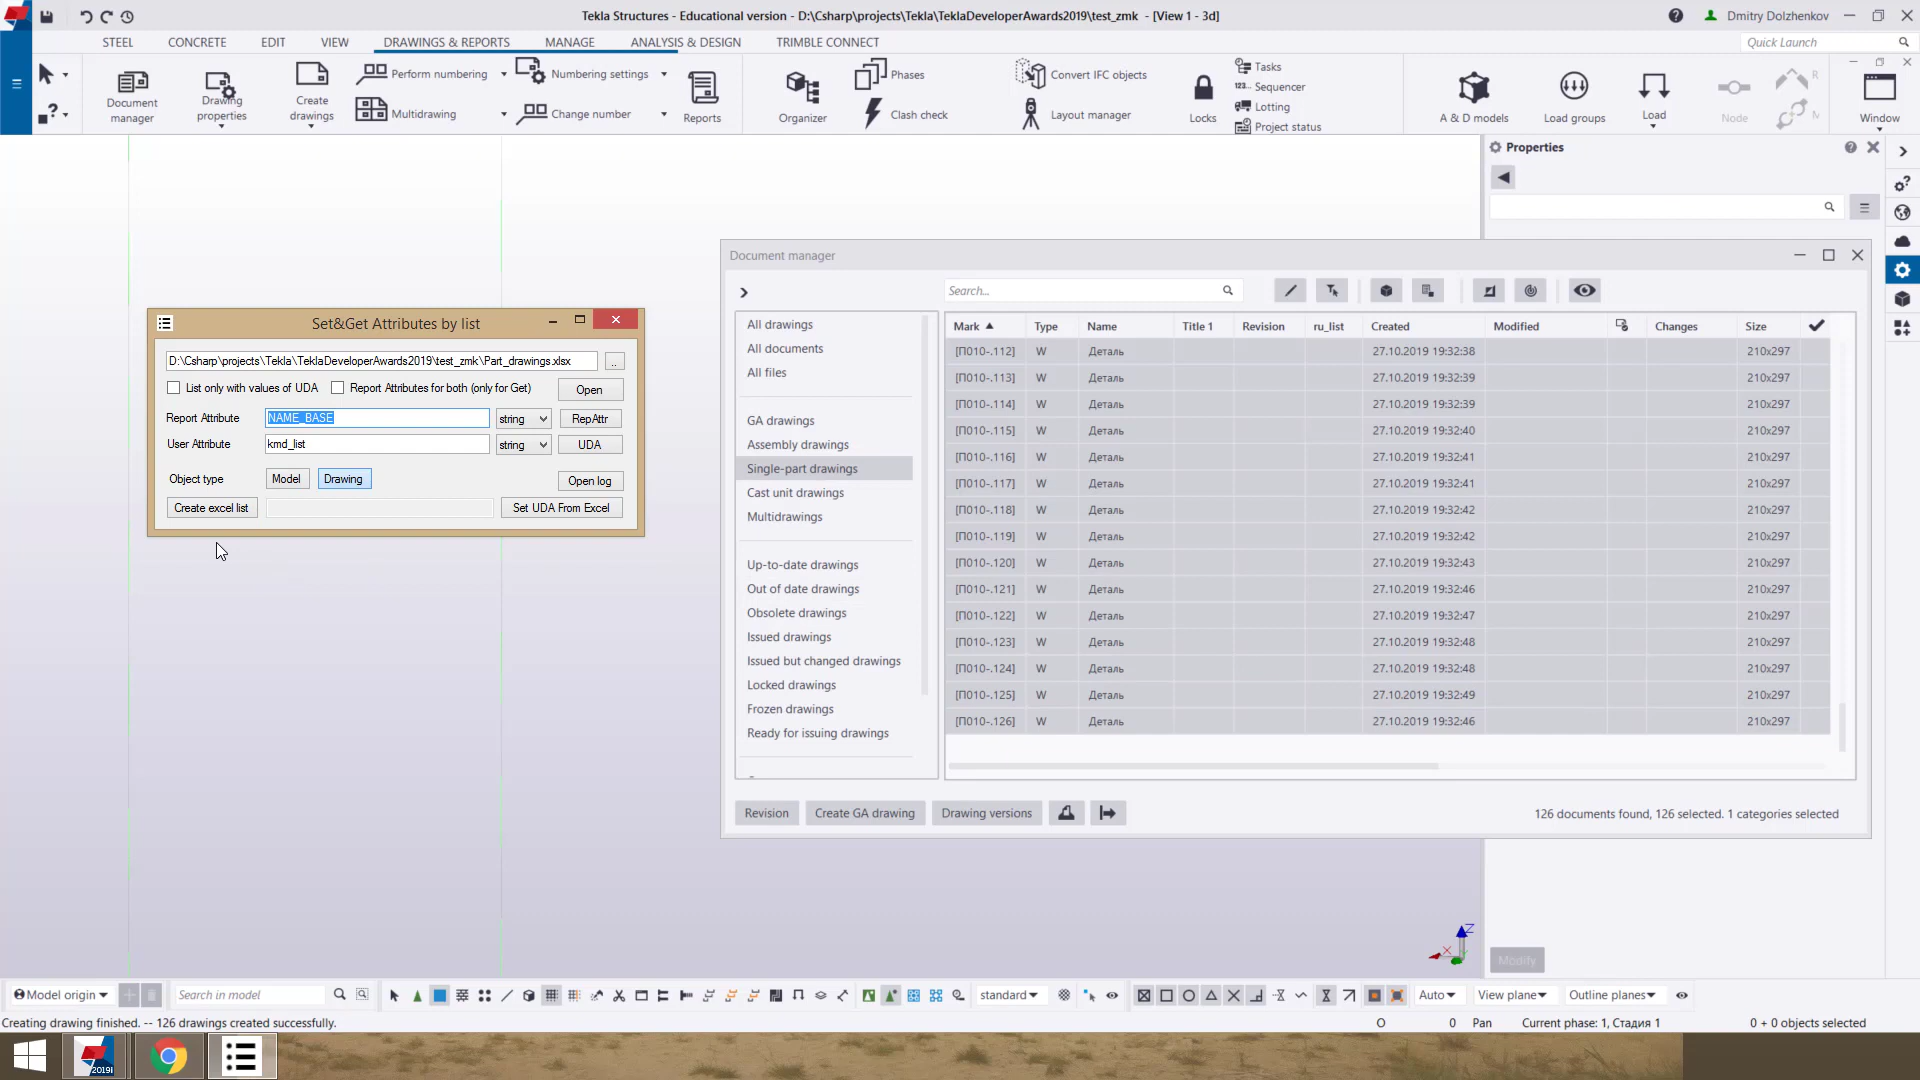 Tekla Structures - Educational version - D:\Csharp\projects\Tekla\TeklaDeveloperAwards2019\test_zmk - [View 1 - 3d]
Dmitry Dolzhenkov
STEEL CONCRETE EDIT VIEW DRAWINGS & REPORTS MANAGE ANALYSIS & DESIGN TRIMBLE CONNECT
Quick Launch
Document manager
Drawing properties
Create drawings
Perform numbering
Multidrawing
Numbering settings
Change number
Reports
Organizer
Phases
Clash check
Convert IFC objects
Layout manager
Locks
Tasks
Sequencer
Lotting
Project status
A & D models
Load groups
Load
Node
R
M
Window
Properties
Set&Get Attributes by list
D:\Csharp\projects\Tekla\TeklaDeveloperAwards2019\test_zmk\Part_drawings.xlsx
..
List only with values of UDA
Report Attributes for both (only for Get)
Open
Report Attribute NAME_BASE string RepAttr
User Attribute kmd_list string UDA
Object type Model Drawing Open log
Create excel list Set UDA From Excel
Document manager
Search...
All drawings
All documents
All files
GA drawings
Assembly drawings
Single-part drawings
Cast unit drawings
Multidrawings
Up-to-date drawings
Out of date drawings
Obsolete drawings
Issued drawings
Issued but changed drawings
Locked drawings
Frozen drawings
Ready for issuing drawings
Mark Type Name Title 1 Revision ru_list Created Modified Changes Size
[П010-.112] W Деталь 27.10.2019 19:32:38 210x297
[П010-.113] W Деталь 27.10.2019 19:32:39 210x297
[П010-.114] W Деталь 27.10.2019 19:32:39 210x297
[П010-.115] W Деталь 27.10.2019 19:32:40 210x297
[П010-.116] W Деталь 27.10.2019 19:32:41 210x297
[П010-.117] W Деталь 27.10.2019 19:32:41 210x297
[П010-.118] W Деталь 27.10.2019 19:32:42 210x297
[П010-.119] W Деталь 27.10.2019 19:32:42 210x297
[П010-.120] W Деталь 27.10.2019 19:32:43 210x297
[П010-.121] W Деталь 27.10.2019 19:32:46 210x297
[П010-.122] W Деталь 27.10.2019 19:32:47 210x297
[П010-.123] W Деталь 27.10.2019 19:32:48 210x297
[П010-.124] W Деталь 27.10.2019 19:32:48 210x297
[П010-.125] W Деталь 27.10.2019 19:32:49 210x297
[П010-.126] W Деталь 27.10.2019 19:32:46 210x297
Revision Create GA drawing Drawing versions
126 documents found, 126 selected. 1 categories selected
Z
X
Modify
Model origin
Search in model
standard
Auto
View plane
Outline planes
Creating drawing finished. -- 126 drawings created successfully.
O 0 Pan Current phase: 1, Стадия 1 0 + 0 objects selected
2019i